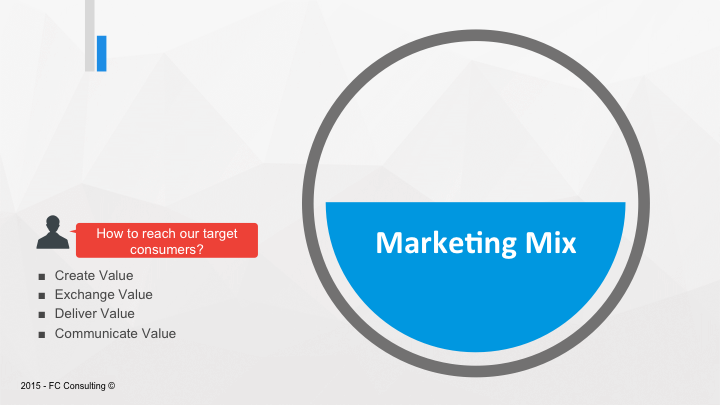 Marketing Mix
How to reach our target
consumers?
■ Create Value
■ Exchange Value
■ Deliver Value
■ Communicate Value
2015 - FC Consulting ©